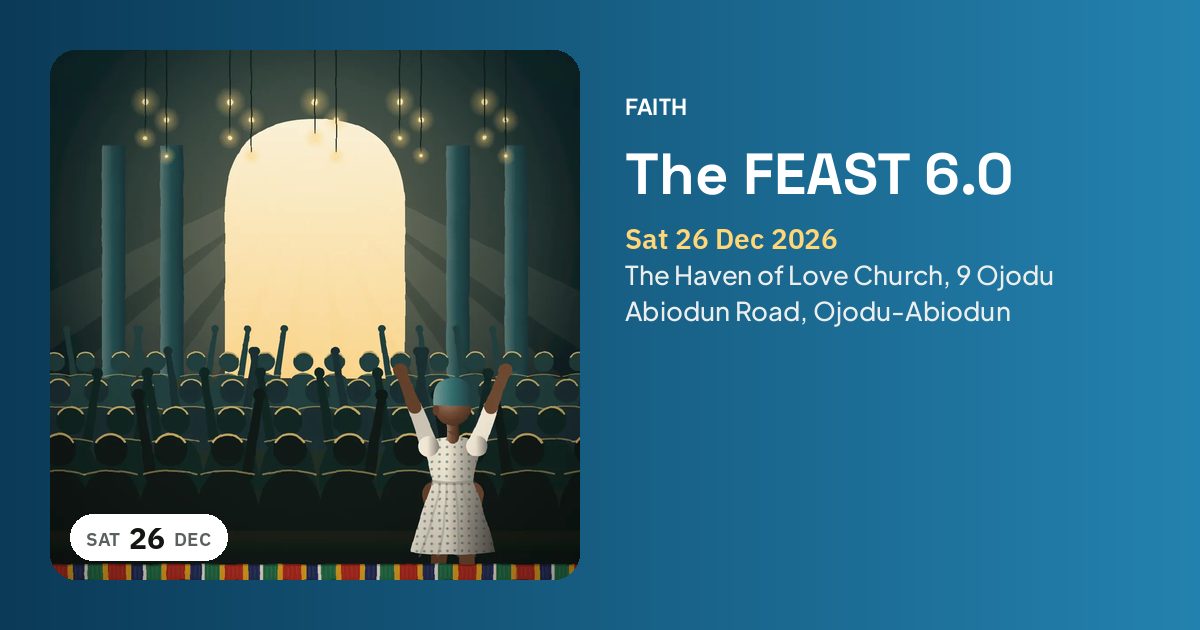 FAITH
The FEAST 6.0
Sat 26 Dec 2026
The Haven of Love Church, 9 Ojodu
Abiodun Road, Ojodu-Abiodun
SAT 26 DEC